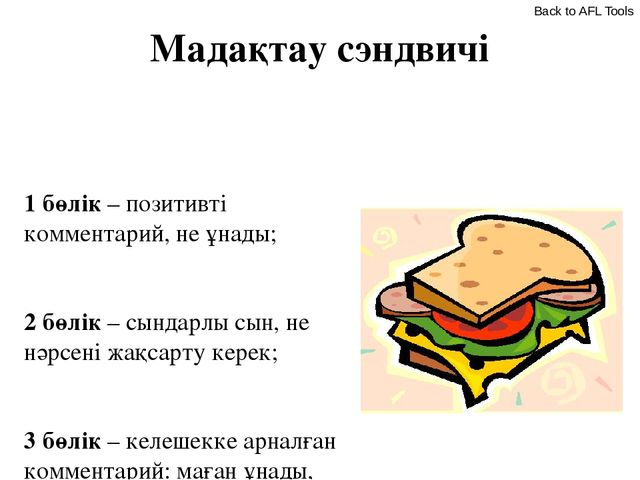 Back to AFL Tools
Мадақтау сэндвичі
1 бөлік – позитивті
комментарий, не ұнады;
2 бөлік – сындарлы сын, не
нәрсені жақсарту керек;
3 бөлік – келешекке арналған
комментарий: маған ұнады,